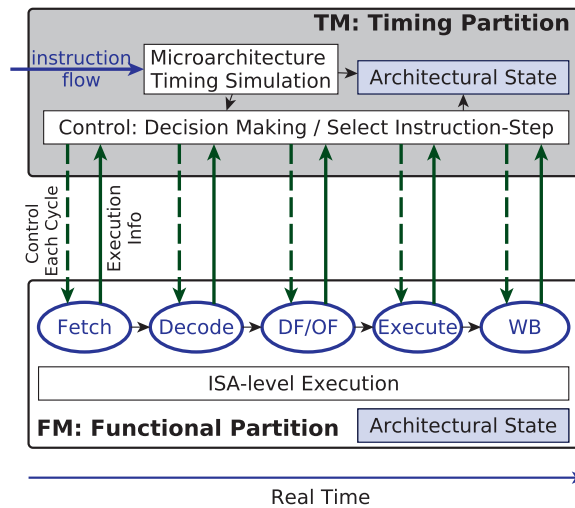 TM: Timing Partition
instruction
flow
Microarchitecture
Timing Simulation
Architectural State
Control: Decision Making / Select Instruction-Step
Control
Each Cycle
Execution
Info
Fetch
Decode
DF/OF
Execute
WB
ISA-level Execution
FM: Functional Partition
Architectural State
Real Time